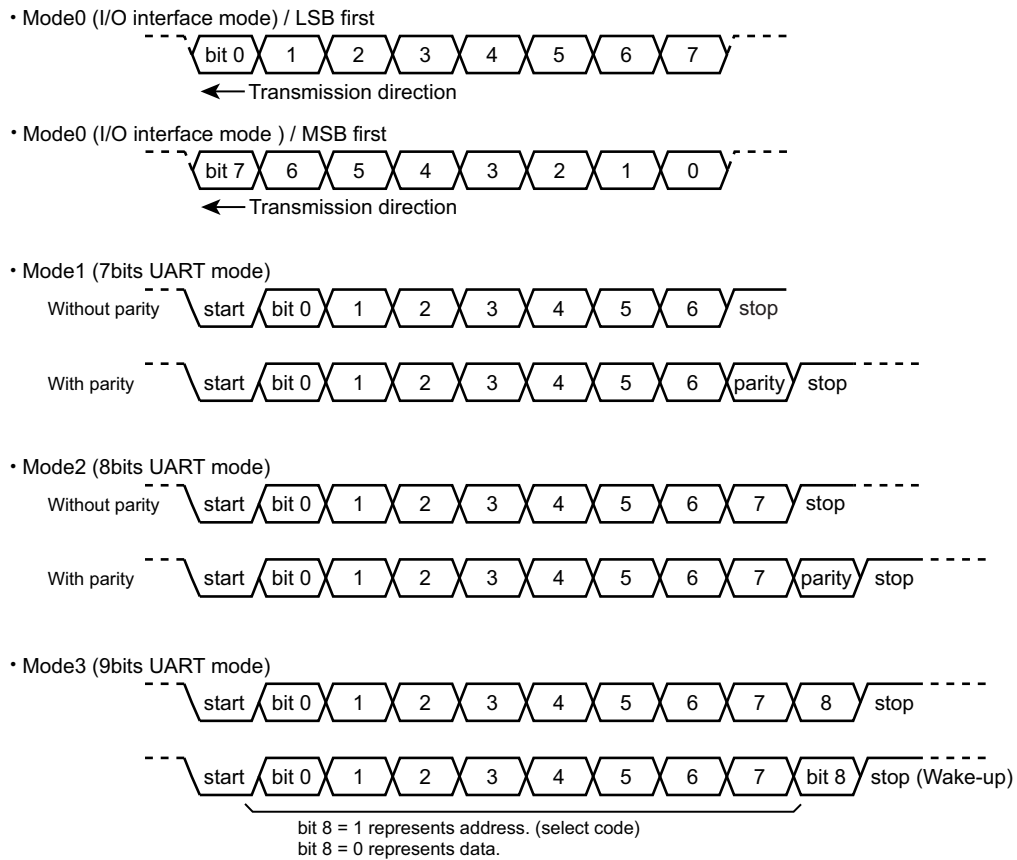 ・Mode0 (I/O interface mode) / LSB first
bit 0 1 2 3 4 5 6 7
Transmission direction
・Mode0 (I/O interface mode ) / MSB first
bit 7 6 5 4 3 2 1 0
Transmission direction
・Mode1 (7bits UART mode)
Without parity start bit 0 1 2 3 4 5 6 stop
With parity start bit 0 1 2 3 4 5 6 parity stop
・Mode2 (8bits UART mode)
Without parity start bit 0 1 2 3 4 5 6 7 stop
With parity start bit 0 1 2 3 4 5 6 7 parity stop
・Mode3 (9bits UART mode)
start bit 0 1 2 3 4 5 6 7 8 stop
start bit 0 1 2 3 4 5 6 7 bit 8 stop (Wake-up)
bit 8 = 1 represents address. (select code)
bit 8 = 0 represents data.